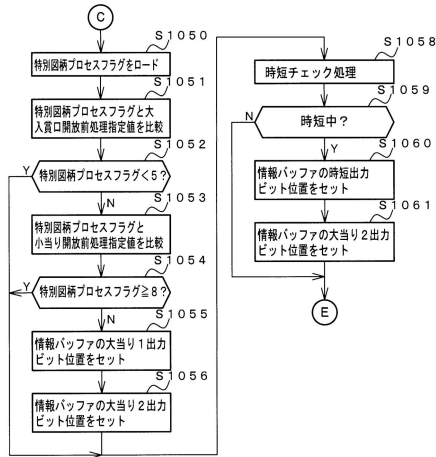 C
S1050
特別図柄プロセスフラグをロード
S1051
特別図柄プロセスフラグと大
入賞口開放前処理指定値を比較
S1052
特別図柄プロセスフラグ<5?
Y
N
S1053
特別図柄プロセスフラグと
小当り開放前処理指定値を比較
S1054
特別図柄プロセスフラグ≧8?
Y
N
S1055
情報バッファの大当り1出力
ビット位置をセット
S1056
情報バッファの大当り2出力
ビット位置をセット
S1058
時短チェック処理
S1059
時短中?
N
Y
S1060
情報バッファの時短出力
ビット位置をセット
S1061
情報バッファの大当り2出力
ビット位置をセット
E